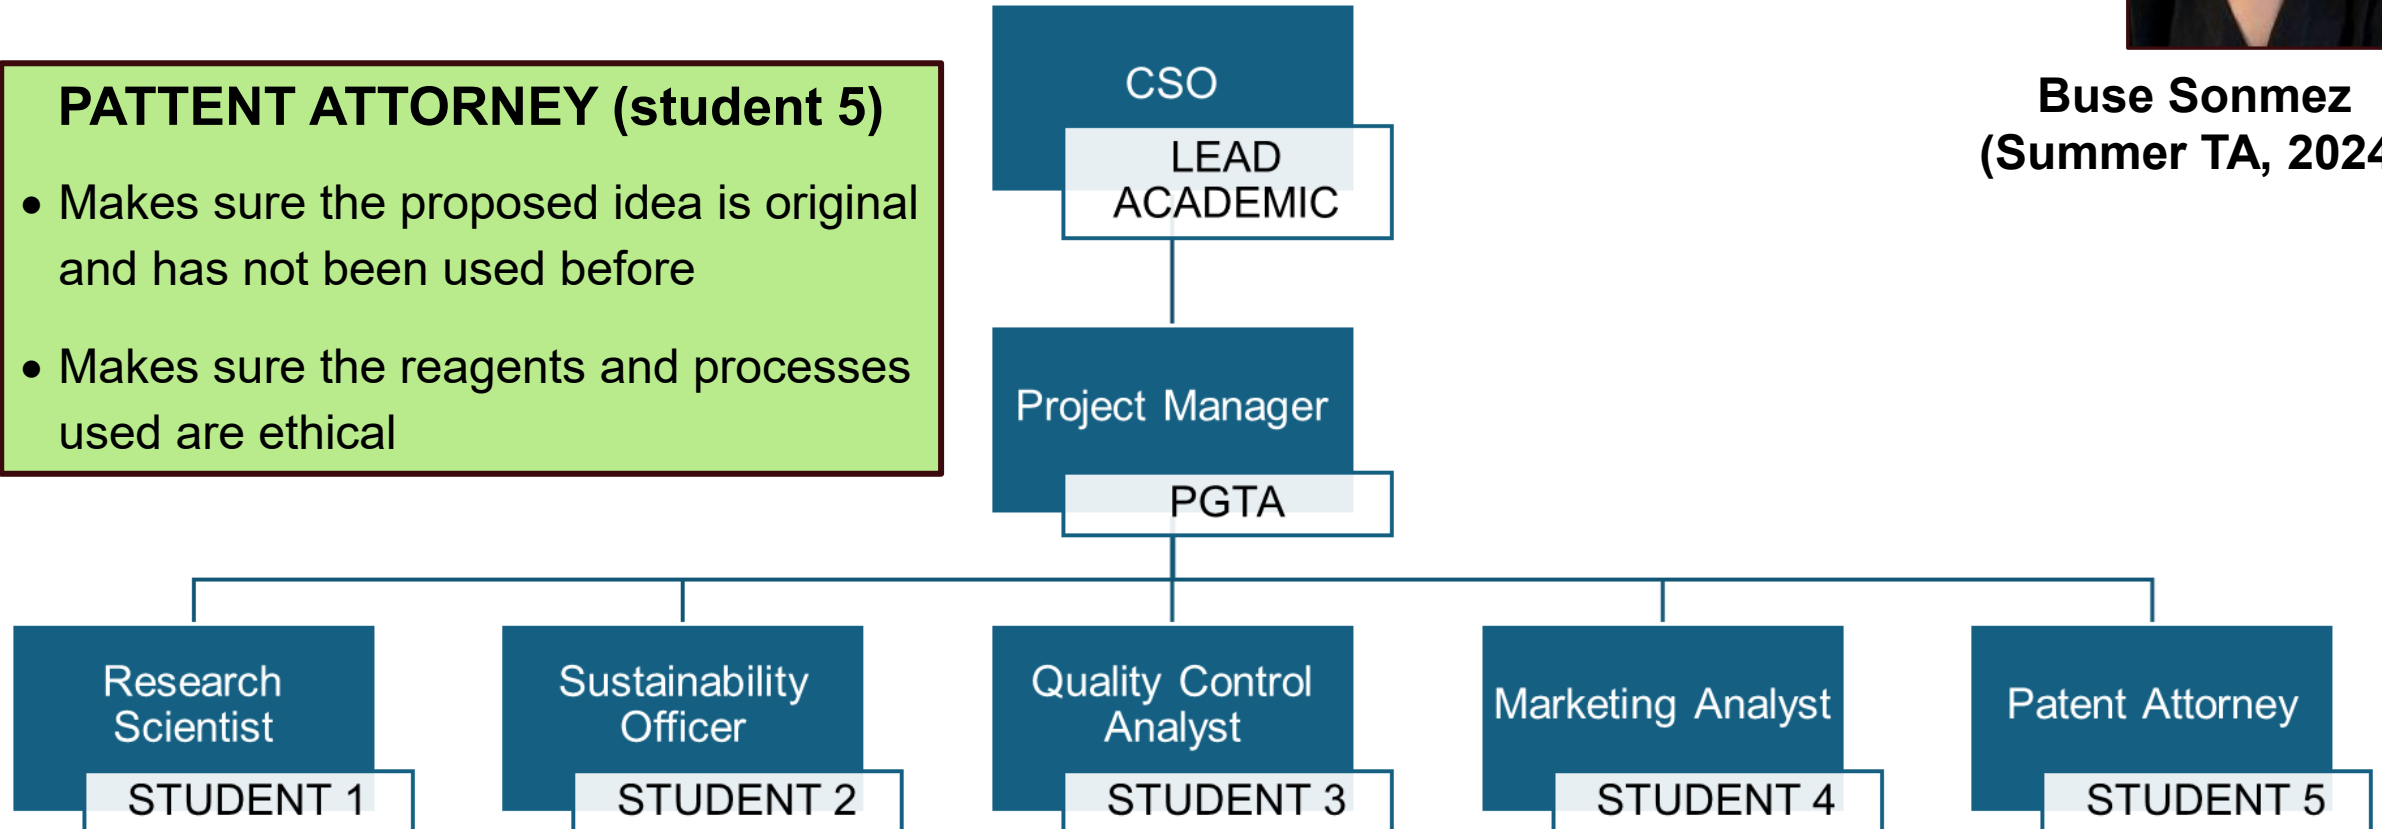 PATTENT ATTORNEY (student 5)
• Makes sure the proposed idea is original
and has not been used before
• Makes sure the reagents and processes
used are ethical
CSO
LEAD
ACADEMIC
Buse Sonmez
(Summer TA, 2024
Project Manager
PGTA
Research
Scientist
STUDENT 1
Sustainability
Officer
STUDENT 2
Quality Control
Analyst
STUDENT 3
Marketing Analyst
STUDENT 4
Patent Attorney
STUDENT 5